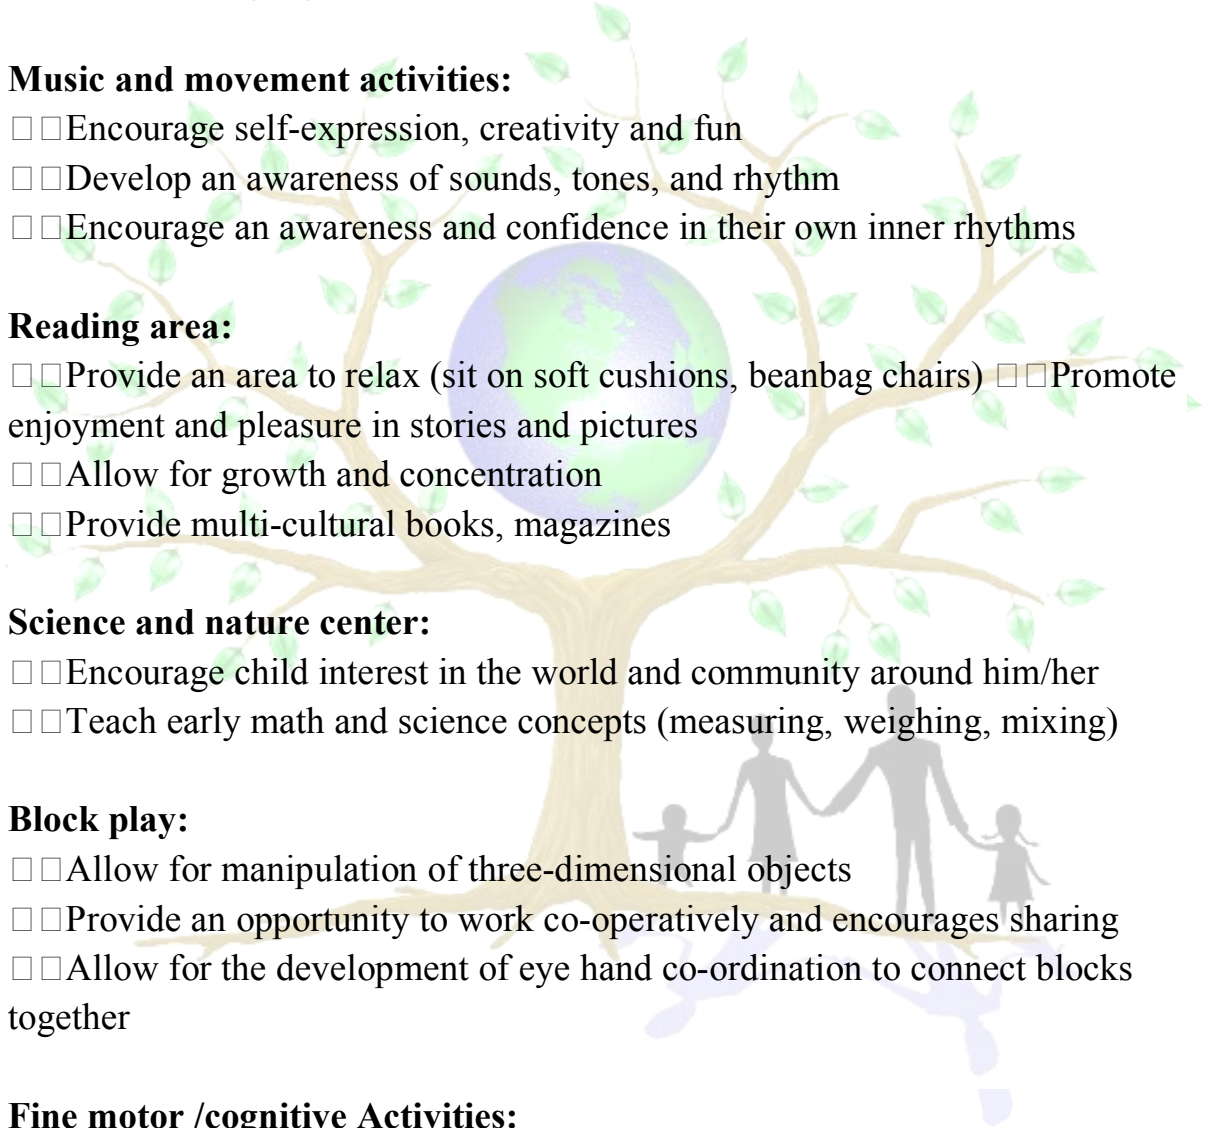 Music and movement activities:
□□Encourage self-expression, creativity and fun
□□Develop an awareness of sounds, tones, and rhythm
□□Encourage an awareness and confidence in their own inner rhythms
Reading area:
□□Provide an area to relax (sit on soft cushions, beanbag chairs) □□Promote
enjoyment and pleasure in stories and pictures
□□Allow for growth and concentration
□□Provide multi-cultural books, magazines
Science and nature center:
□□Encourage child interest in the world and community around him/her
□□Teach early math and science concepts (measuring, weighing, mixing)
Block play:
□□Allow for manipulation of three-dimensional objects
□□Provide an opportunity to work co-operatively and encourages sharing
□□Allow for the development of eye hand co-ordination to connect blocks
together
Fine motor /cognitive Activities: